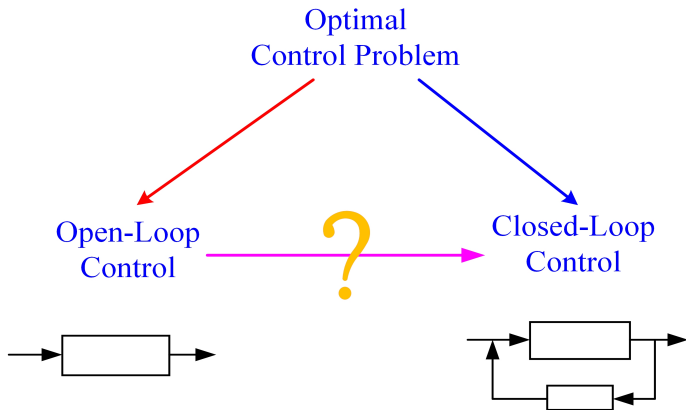 Optimal
Control Problem
Open-Loop
Control
?
Closed-Loop
Control